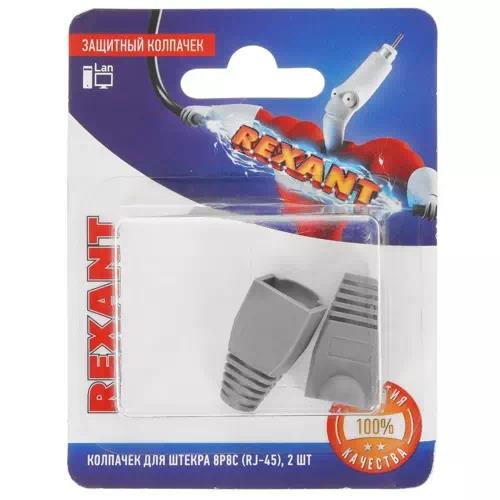 ЗАЩИТНЫЙ КОЛПАЧЕК
Lan
REXANT
REXANT
100%
КАЧЕСТВА
КОЛПАЧЕК ДЛЯ ШТЕКЕРА 8P8C (RJ-45), 2 ШТ